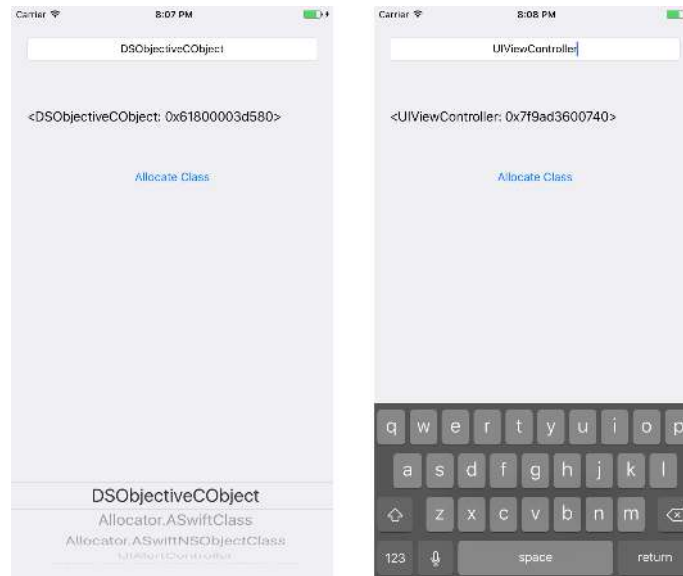 Carrier 8:07 PM
DSObjectiveCObject
<DSObjectiveCObject: 0x61800003d580>
Allocate Class
DSObjectiveCObject
Allocator.ASwiftClass
Allocator.ASwiftNSObjectClass
UIAlertController
Carrier 8:08 PM
UIViewController
<UIViewController: 0x7f9ad3600740>
Allocate Class
q w e r t y u i o p
a s d f g h j k l
z x c v b n m
123 space return